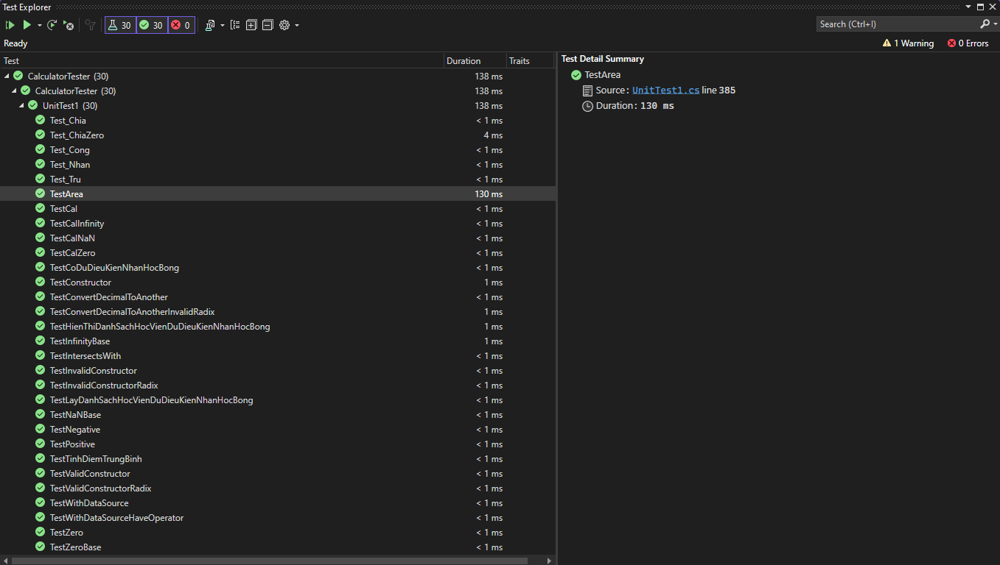 Test Explorer
30 30 0
Search (Ctrl+I)
Ready
1 Warning 0 Errors
Test Duration Traits
CalculatorTester (30) 138 ms
CalculatorTester (30) 138 ms
UnitTest1 (30) 138 ms
Test_Chia < 1 ms
Test_ChiaZero 4 ms
Test_Cong < 1 ms
Test_Nhan < 1 ms
Test_Tru < 1 ms
TestArea 130 ms
TestCal < 1 ms
TestCalInfinity < 1 ms
TestCalNaN < 1 ms
TestCalZero < 1 ms
TestCoDuDieuKienNhanHocBong < 1 ms
TestConstructor 1 ms
TestConvertDecimalToAnother < 1 ms
TestConvertDecimalToAnotherInvalidRadix 1 ms
TestHienThiDanhSachHocVienDuDieuKienNhanHocBong 1 ms
TestInfinityBase 1 ms
TestIntersectsWith < 1 ms
TestInvalidConstructor < 1 ms
TestInvalidConstructorRadix < 1 ms
TestLayDanhSachHocVienDuDieuKienNhanHocBong < 1 ms
TestNaNBase < 1 ms
TestNegative < 1 ms
TestPositive < 1 ms
TestTinhDiemTrungBinh < 1 ms
TestValidConstructor < 1 ms
TestValidConstructorRadix < 1 ms
TestWithDataSource < 1 ms
TestWithDataSourceHaveOperator < 1 ms
TestZero < 1 ms
TestZeroBase < 1 ms
Test Detail Summary
TestArea
Source: UnitTest1.cs line 385
Duration: 130 ms